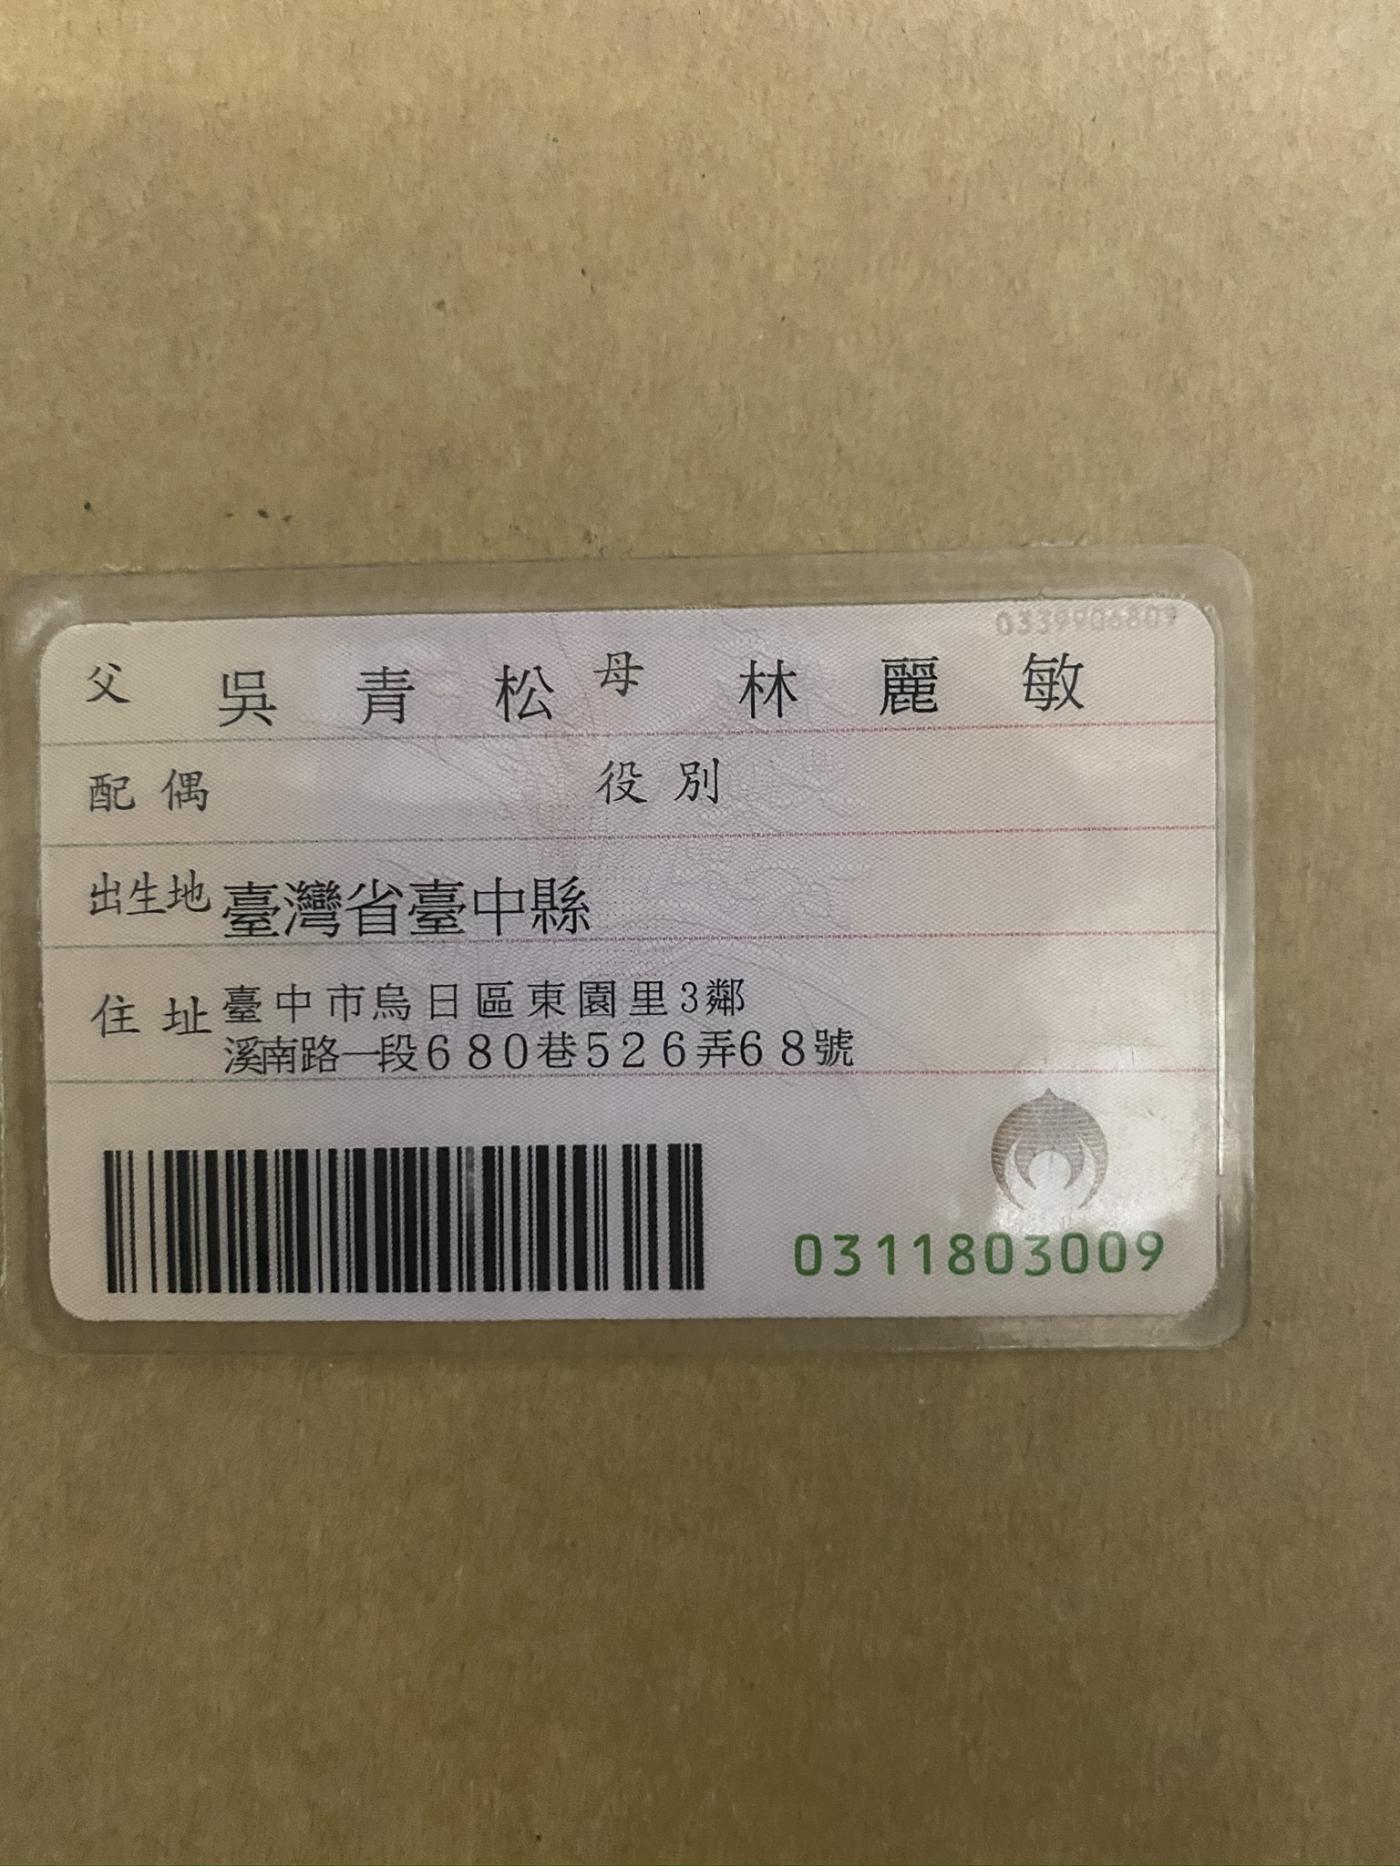 0339906809
父 吳青松 母 林麗敏
配偶 役別
出生地 臺灣省臺中縣
住址 臺中市烏日區東園里3鄰
溪南路一段680巷526弄68號
0311803009